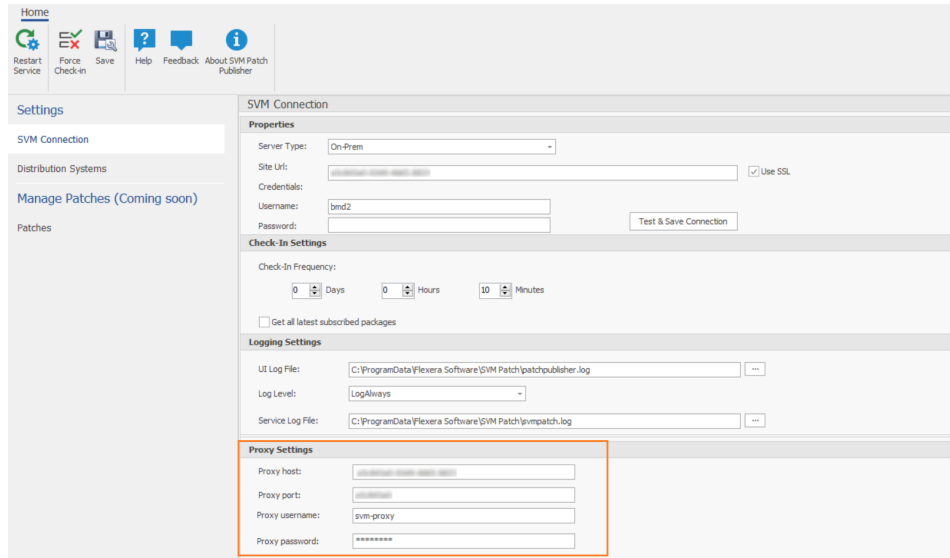 Home
Restart Service
Force Check-in
Save
Help
Feedback
About SVM Patch Publisher
Settings
SVM Connection
Distribution Systems
Manage Patches (Coming soon)
Patches
SVM Connection
Properties
Server Type: On-Prem
Site Url: Use SSL
Credentials:
Username: bmd2
Password: Test & Save Connection
Check-In Settings
Check-In Frequency:
0 Days 0 Hours 10 Minutes
Get all latest subscribed packages
Logging Settings
UI Log File: C:\ProgramData\Flexera Software\SVM Patch\patchpublisher.log ...
Log Level: LogAlways
Service Log File: C:\ProgramData\Flexera Software\SVM Patch\svmpatch.log ...
Proxy Settings
Proxy host:
Proxy port:
Proxy username: svm-proxy
Proxy password: ********